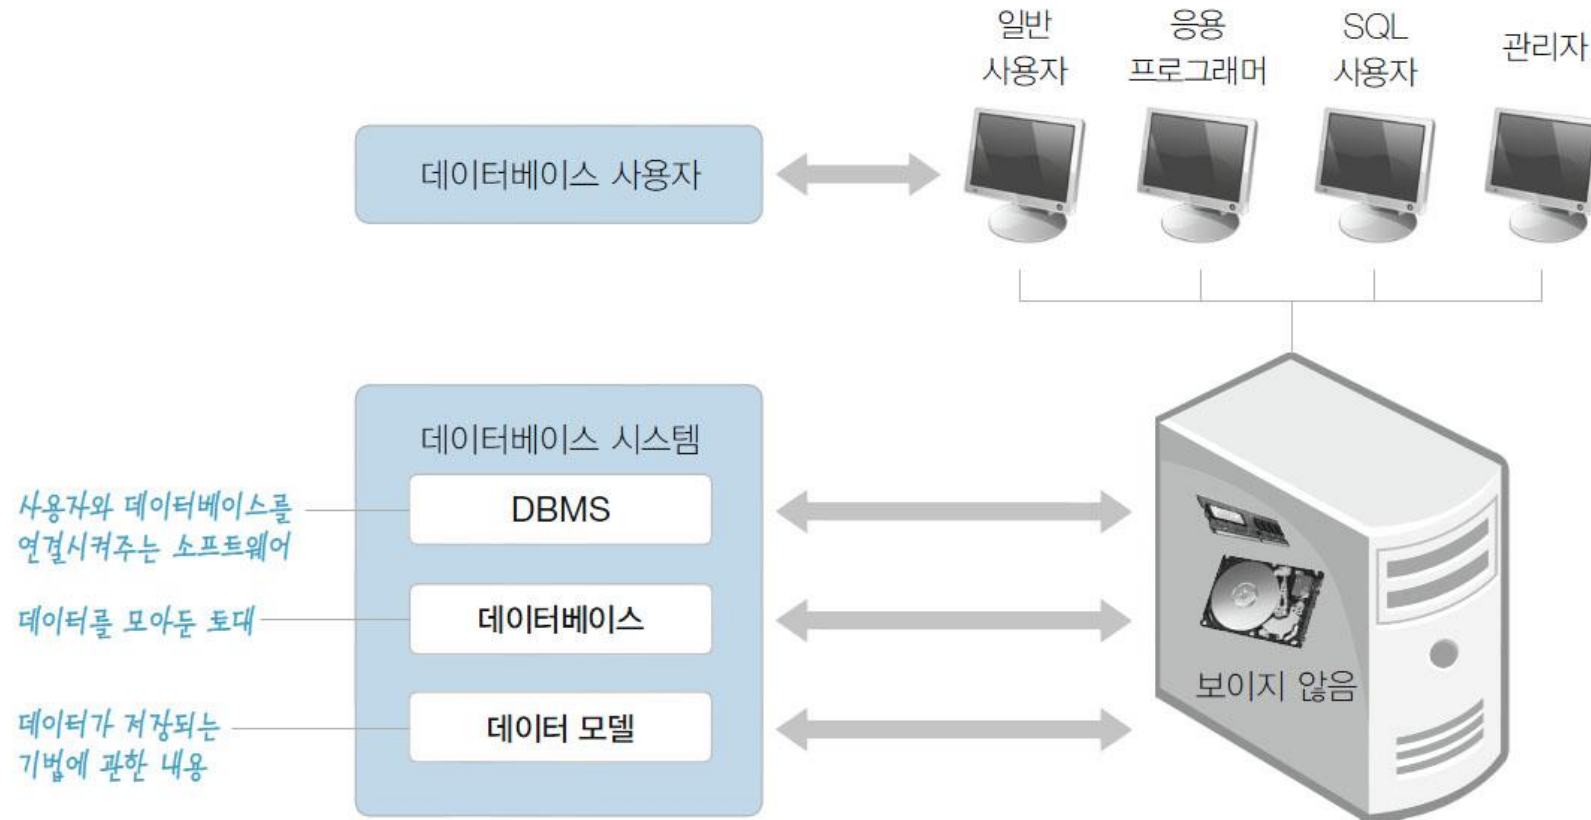 일반
사용자
응용
프로그래머
SQL
사용자
관리자
데이터베이스 사용자
데이터베이스 시스템
사용자와 데이터베이스를
연결시켜주는 소프트웨어
DBMS
데이터를 모아둔 토대
데이터베이스
데이터가 저장되는
기법에 관한 내용
데이터 모델
보이지 않음